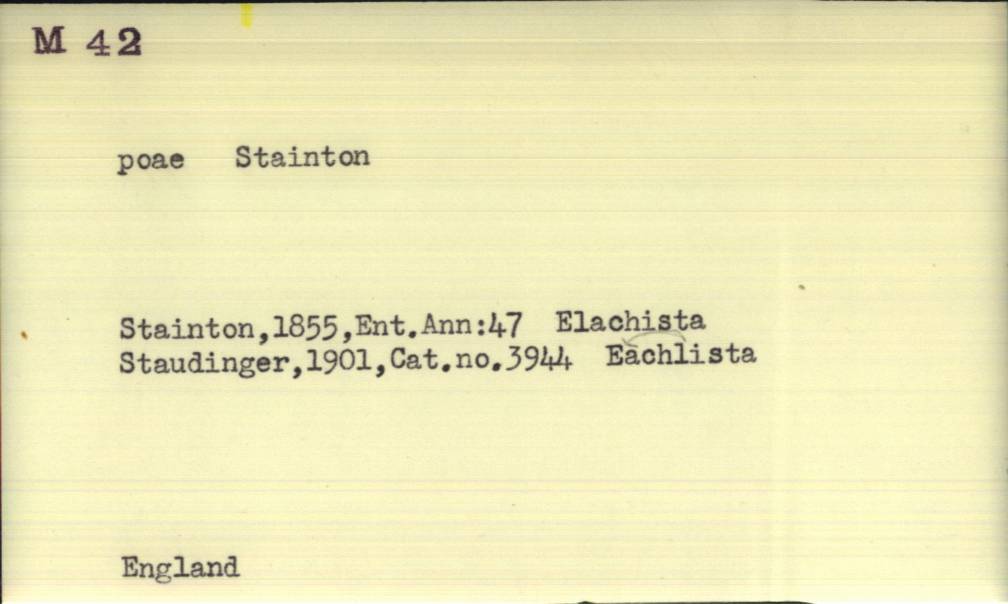 M 42
poae Stainton
Stainton,1855,Ent.Ann:47 Elachista
Staudinger,1901,Cat.no.3944 Eachlista
England